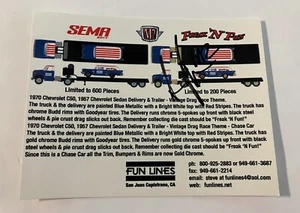 SEMA
M2
Freak 'N' Fun
Limited to 600 Pieces
Limited to 200 Pieces
1970 Chevrolet C50, 1957 Chevrolet Sedan Delivery & Trailer - Vintage Drag Race Theme.
The truck & the delivery are painted Blue Metallic with a Bright White top with Red Stripes. The truck has
chrome Budd rims with Goodyear tires. The Delivery runs chrome 5-spokes up front with black steel
wheels & pie crust drag slicks out back. Remember collecting die cast should be "Freak 'N Fun!"
1970 Chevrolet C50, 1957 Chevrolet Sedan Delivery & Trailer - Vintage Drag Race Theme - Chase Car
The truck & the delivery are painted Blue Metallic with a Bright White top with Red Stripes. The truck has gold
chrome Budd rims with Goodyear tires. The Delivery runs gold chrome 5-spokes up front with black steel wheels &
pie crust drag slicks out back. Remember collecting die cast should be "Freak 'N Fun!"
Since this is a Chase Car all the Trim, Bumpers & Rims are now Gold Chrome.
FUN LINES
San Juan Capistrano, CA
ph: 800-925-2883 or 949-661-3687
fax: 949-661-2167
email: steve at funlines4@aol.com
web: funlines.net